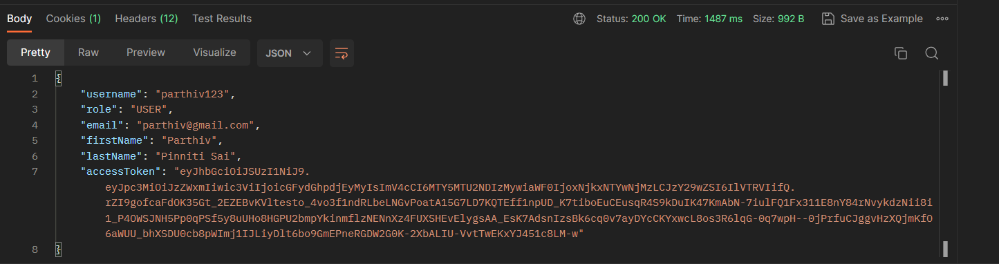 Body Cookies (1) Headers (12) Test Results Status: 200 OK Time: 1487 ms Size: 992 B Save as Example
Pretty Raw Preview Visualize JSON
1 {
2 "username": "parthiv123",
3 "role": "USER",
4 "email": "parthiv@gmail.com",
5 "firstName": "Parthiv",
6 "lastName": "Pinniti Sai",
7 "accessToken": "eyJhbGciOiJSUzI1NiJ9.
eyJpc3MiOiJzZWxmIiwic3ViIjoicGFydGhpdjEyMyIsImV4cCI6MTY5MTU2NDIzMywiaWF0IjoxNjkxNTYwNjMzLCJzY29wZSI6IlVTRVIifQ.
rZI9gofcaFdOK35Gt_2EZEBvKVltesto_4vo3f1ndRLbeLNGvPoatA15G7LD7KQTEff1npUD_K7tiboEuCEusqR4S9kDuIK47KmAbN-7iulFQ1Fx311E8nY84rNvykdzNii8i
1_P4OWSJNH5Pp0qPSf5y8uUHo8HGPU2bmpYkinmflzNENnXz4FUXSHEvElygsAA_EsK7AdsnIzsBk6cq0v7ayDYcCKYxwcL8os3R6lqG-0q7wpH--0jPrfuCJggvHzXQjmKfO
6aWUU_bhXSDU0cb8pWImj1IJLiyDlt6bo9GmEPneRGDW2G0K-2XbALIU-VvtTwEKxYJ451c8LM-w"
8 }